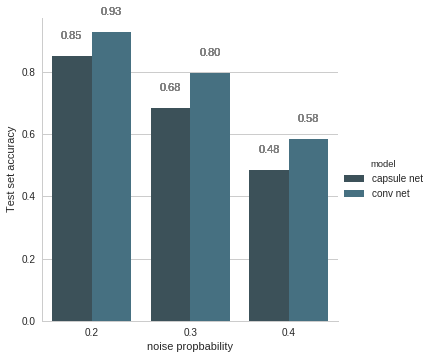 0.85
0.93
0.68
0.80
0.48
0.58
0.8
0.6
0.4
0.2
0.0
Test set accuracy
0.2
0.3
0.4
noise propbability
model
capsule net
conv net